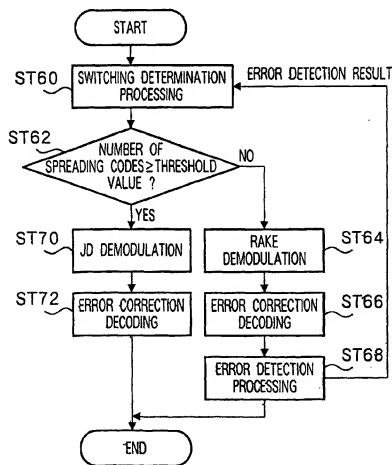 START
ST60
SWITCHING DETERMINATION
PROCESSING
ERROR DETECTION RESULT
ST62
NUMBER OF
SPREADING CODES≥THRESHOLD
VALUE ?
NO
YES
ST70
JD DEMODULATION
RAKE
DEMODULATION
ST64
ST72
ERROR CORRECTION
DECODING
ERROR CORRECTION
DECODING
ST66
ERROR DETECTION
PROCESSING
ST68
END